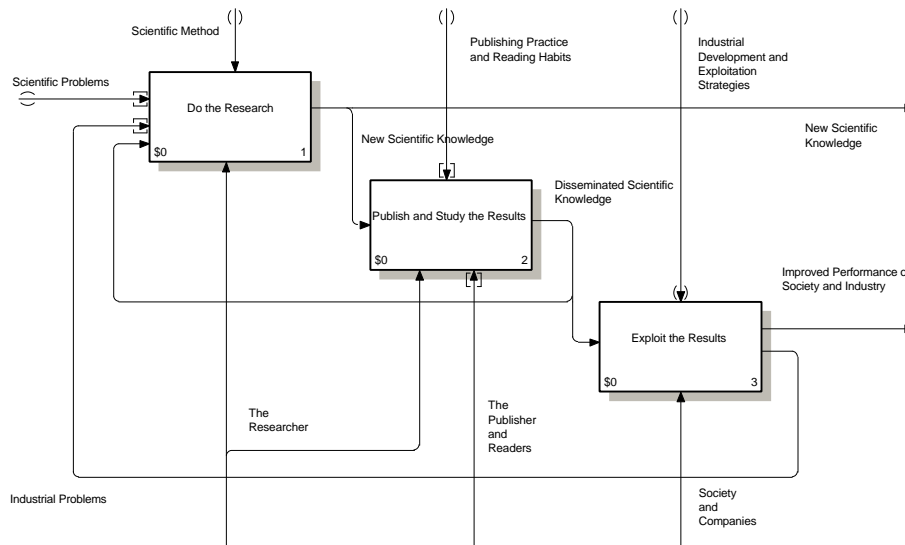 Scientific Method
Publishing Practice
and Reading Habits
Industrial
Development and
Exploitation
Strategies
Scientific Problems
Do the Research
$0 1
New Scientific Knowledge
New Scientific
Knowledge
Disseminated Scientific
Knowledge
Publish and Study the Results
$0 2
Improved Performance o
Society and Industry
Exploit the Results
$0 3
The
Researcher
The
Publisher
and
Readers
Industrial Problems
Society
and
Companies